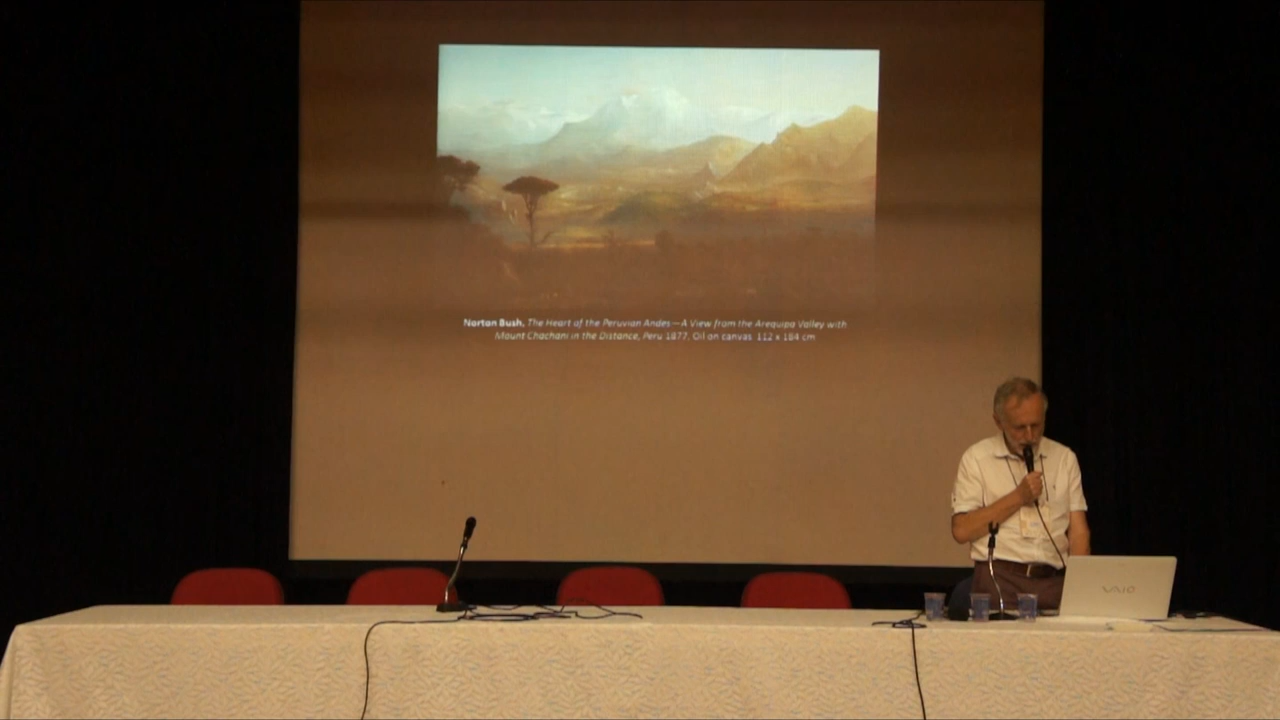 Norton Bush. The Heart of the Peruvian Andes—A View from the Arequipa Valley with
Mount Chachani in the Distance, Peru 1877. Oil on canvas 112 x 184 cm
VAIO